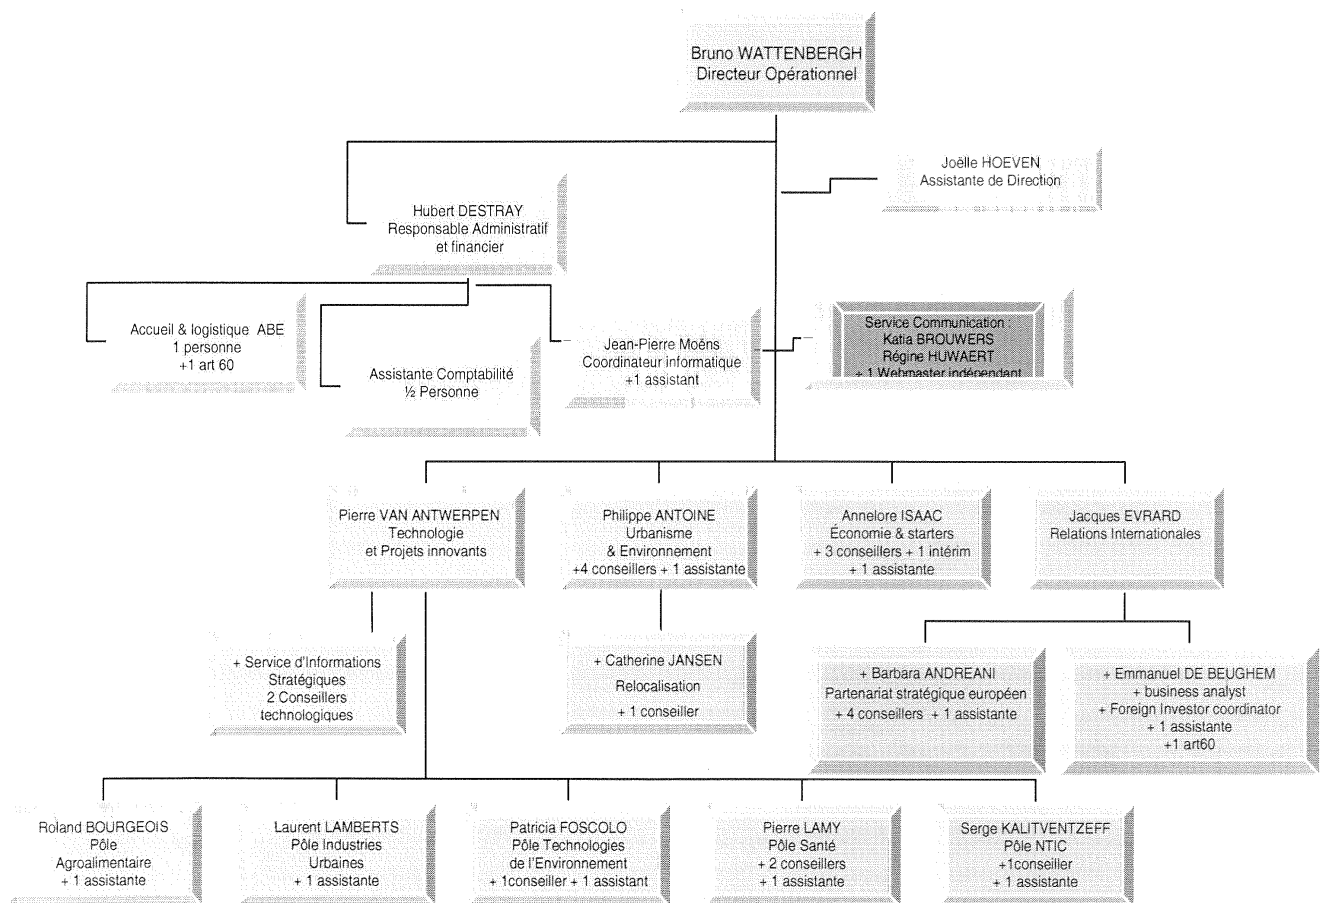 Bruno WATTENBERGH
Directeur Opérationnel
Joëlle HOEVEN
Assistante de Direction
Hubert DESTRAY
Responsable Administratif
et financier
Accueil & logistique ABE
1 personne
+1 art 60
Assistante Comptabilité
½ Personne
Jean-Pierre Moëns
Coordinateur informatique
+1 assistant
Service Communication :
Katia BROUWERS
Régine HUWAERT
+ 1 Webmaster indépendant
Pierre VAN ANTWERPEN
Technologie
et Projets innovants
Philippe ANTOINE
Urbanisme
& Environnement
+4 conseillers + 1 assistante
Annelore ISAAC
Économie & starters
+ 3 conseillers + 1 intérim
+ 1 assistante
Jacques EVRARD
Relations Internationales
+ Service d'Informations
Stratégiques
2 Conseillers
technologiques
+ Catherine JANSEN
Relocalisation
+ 1 conseiller
+ Barbara ANDREANI
Partenariat stratégique européen
+ 4 conseillers + 1 assistante
+ Emmanuel DE BEUGHEM
+ business analyst
+ Foreign Investor coordinator
+ 1 assistante
+1 art60
Roland BOURGEOIS
Pôle
Agroalimentaire
+ 1 assistante
Laurent LAMBERTS
Pôle Industries
Urbaines
+ 1 assistante
Patricia FOSCOLO
Pôle Technologies
de l'Environnement
+ 1conseiller + 1 assistant
Pierre LAMY
Pôle Santé
+ 2 conseillers
+ 1 assistante
Serge KALITVENTZEFF
Pôle NTIC
+1conseiller
+ 1 assistante